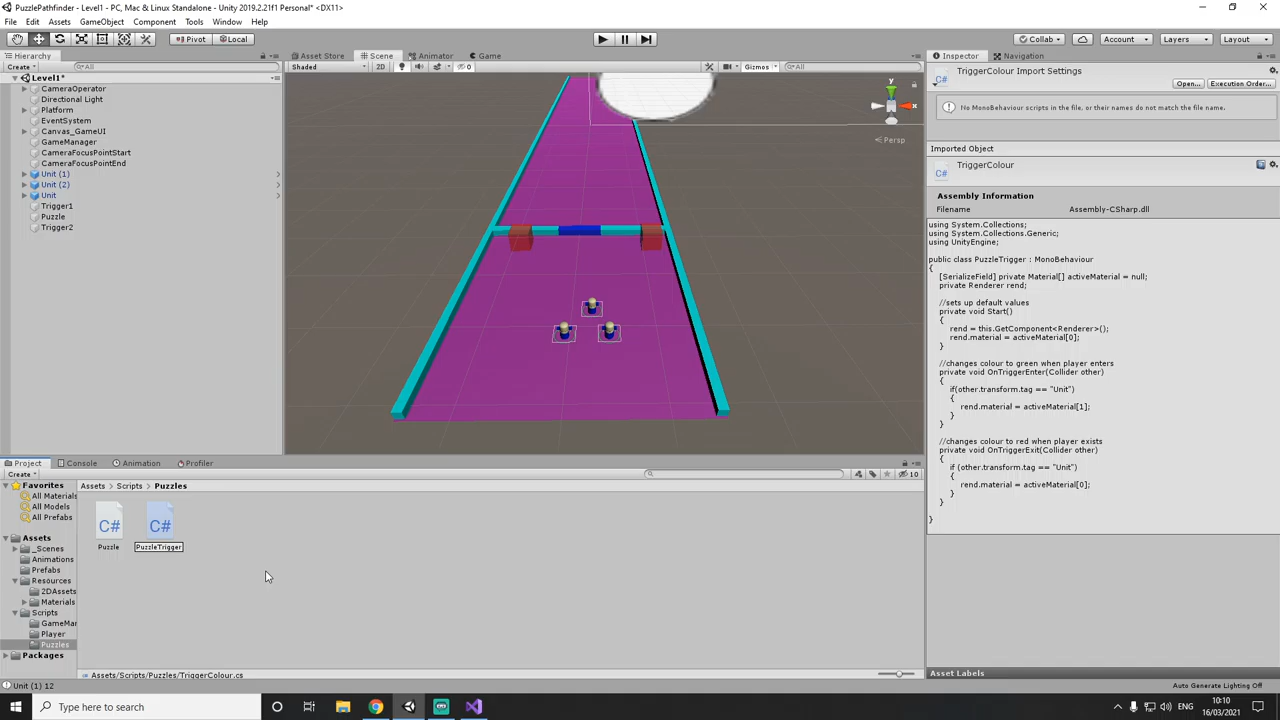 PuzzlePathfinder - Level1 - PC, Mac & Linux Standalone - Unity 2019.2.21f1 Personal* <DX11>
File Edit Assets GameObject Component Tools Window Help
Pivot Local Collab Account Layers Layout
Hierarchy Asset Store Scene Animator Game Inspector Navigation
Create All Shaded 2D 0 Gizmos All
Level1*
CameraOperator
Directional Light
Platform
EventSystem
Canvas_GameUI
GameManager
CameraFocusPointStart
CameraFocusPointEnd
Unit (1)
Unit (2)
Unit
Trigger1
Puzzle
Trigger2
y
x
Persp
TriggerColour Import Settings
Open... Execution Order...
No MonoBehaviour scripts in the file, or their names do not match the file name.
Imported Object
TriggerColour
Assembly Information
Filename Assembly-CSharp.dll
using System.Collections;
using System.Collections.Generic;
using UnityEngine;
public class PuzzleTrigger : MonoBehaviour
{
[SerializeField] private Material[] activeMaterial = null;
private Renderer rend;
//sets up default values
private void Start()
{
rend = this.GetComponent<Renderer>();
rend.material = activeMaterial[0];
}
//changes colour to green when player enters
private void OnTriggerEnter(Collider other)
{
if(other.transform.tag == "Unit")
{
rend.material = activeMaterial[1];
}
}
//changes colour to red when player exists
private void OnTriggerExit(Collider other)
{
if (other.transform.tag == "Unit")
{
rend.material = activeMaterial[0];
}
}
}
Asset Labels
Project Console Animation Profiler
Create 10
Favorites
All Materials
All Models
All Prefabs
Assets
_Scenes
Animations
Prefabs
Resources
2DAssets
Materials
Scripts
GameMan
Player
Puzzles
Packages
Assets Scripts Puzzles
C# C#
Puzzle PuzzleTrigger
Assets/Scripts/Puzzles/TriggerColour.cs
Unit (1) 12
Auto Generate Lighting Off
Type here to search
10:10
16/03/2021